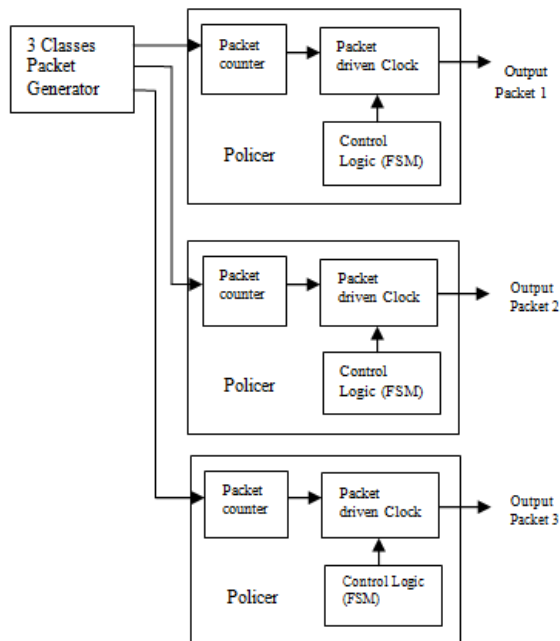 3 Classes
Packet
Generator
Packet
counter
Packet
driven Clock
Control
Logic (FSM)
Policer
Output
Packet 1
Packet
counter
Packet
driven Clock
Control
Logic (FSM)
Policer
Output
Packet 2
Packet
counter
Packet
driven Clock
Control Logic
(FSM)
Policer
Output
Packet 3